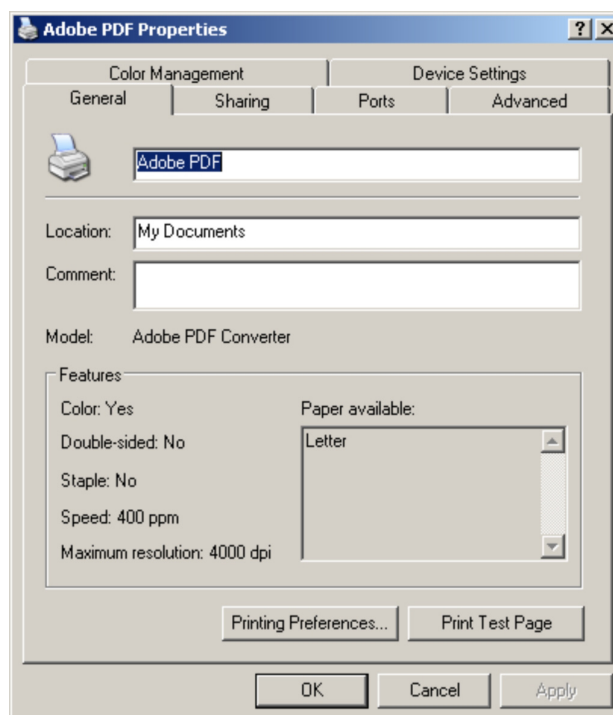 Adobe PDF Properties
Color Management Device Settings
General Sharing Ports Advanced
Adobe PDF
Location: My Documents
Comment:
Model: Adobe PDF Converter
Features
Color: Yes Paper available:
Double-sided: No Letter
Staple: No
Speed: 400 ppm
Maximum resolution: 4000 dpi
Printing Preferences... Print Test Page
OK Cancel Apply